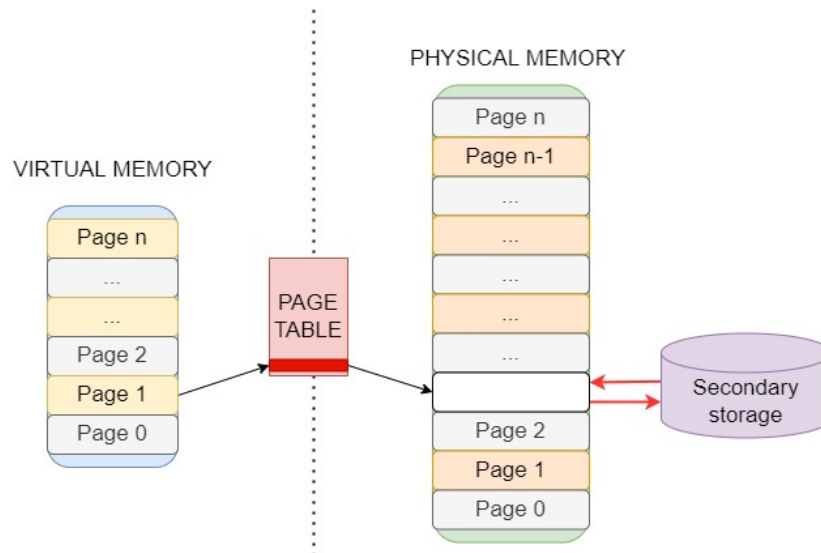 PHYSICAL MEMORY
Page n
Page n-1
...
...
...
...
...
Page 2
Page 1
Page 0
VIRTUAL MEMORY
Page n
...
...
Page 2
Page 1
Page 0
PAGE
TABLE
Secondary
storage